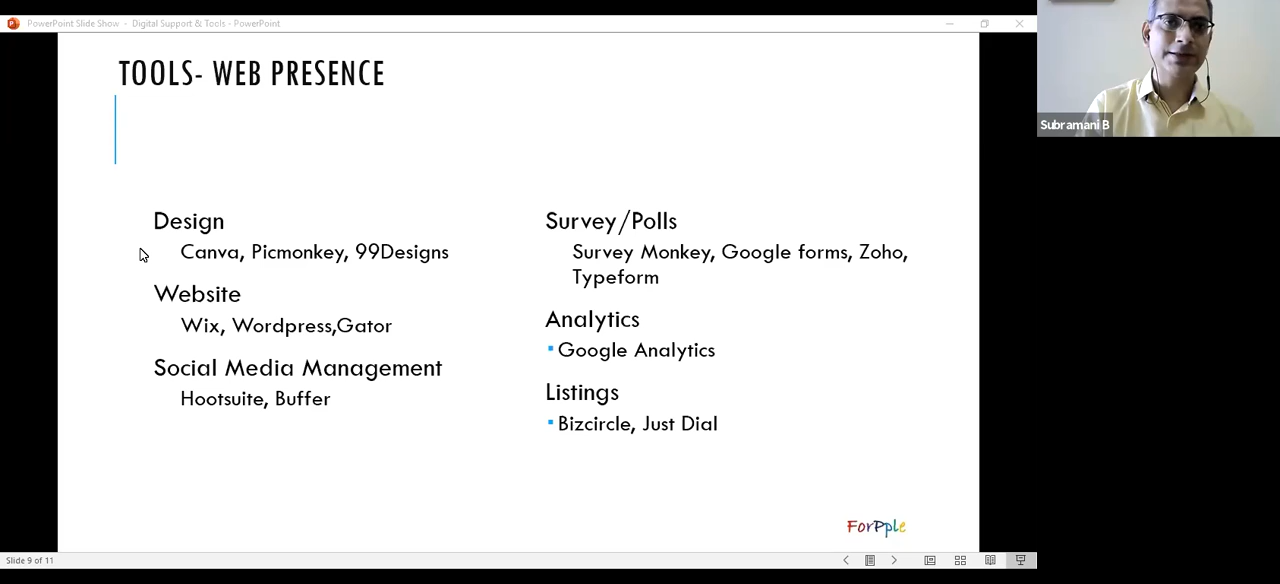 PowerPoint Slide Show - Digital Support & Tools - PowerPoint
TOOLS- WEB PRESENCE
Design
Canva, Picmonkey, 99Designs
Website
Wix, Wordpress,Gator
Social Media Management
Hootsuite, Buffer
Survey/Polls
Survey Monkey, Google forms, Zoho,
Typeform
Analytics
Google Analytics
Listings
Bizcircle, Just Dial
ForPple
Slide 9 of 11
Subramani B